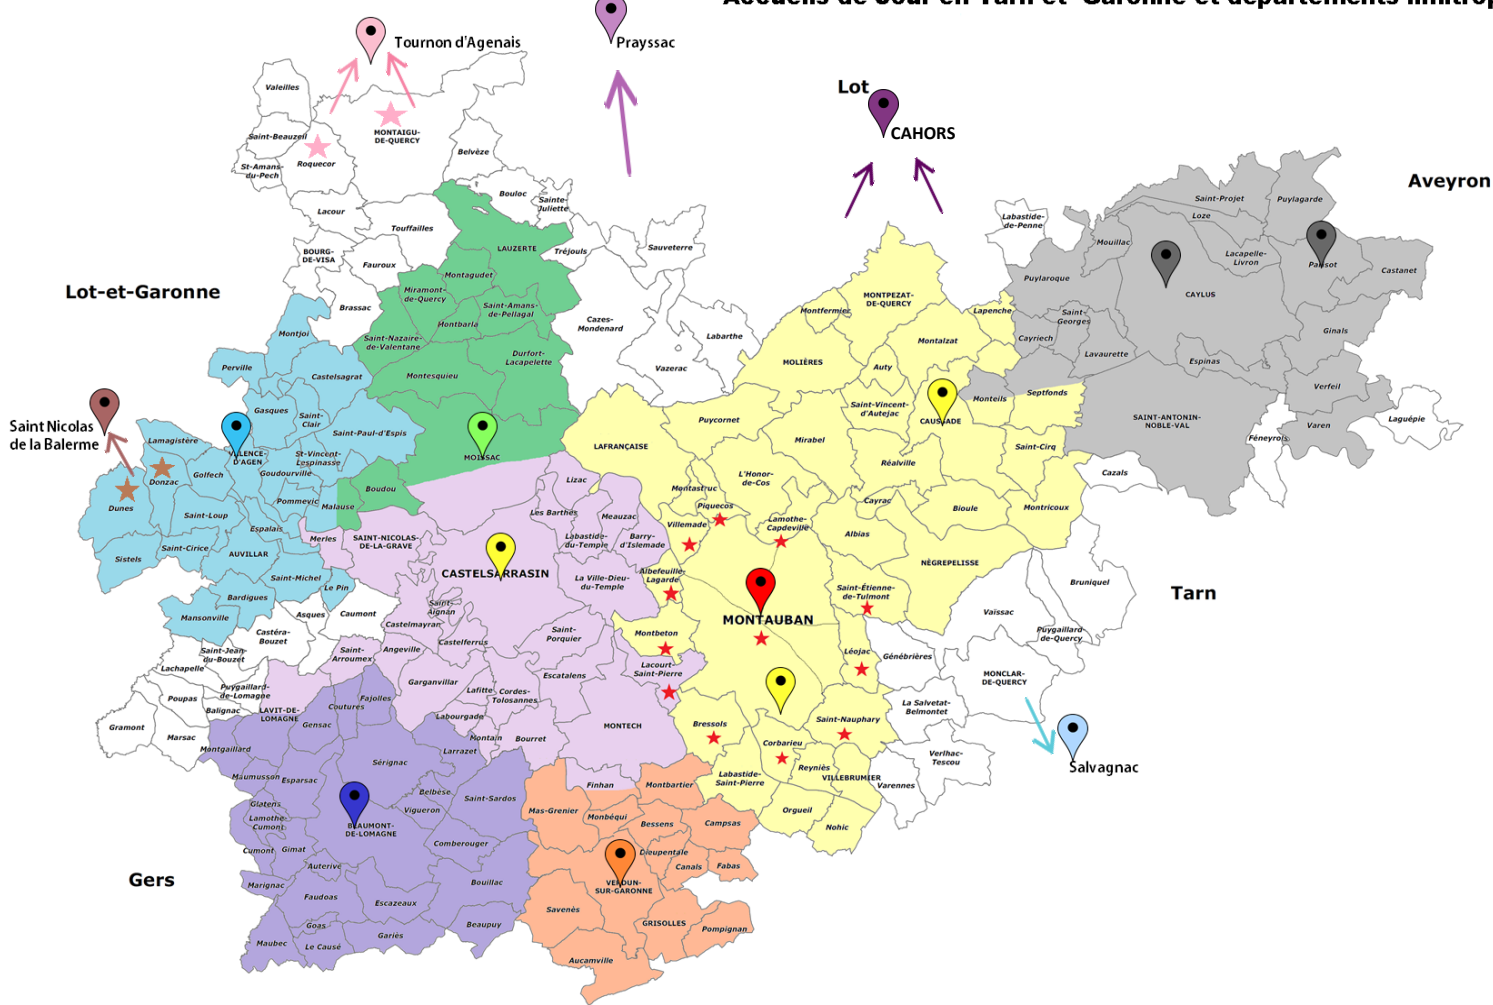 Accueils de Jour en Tarn et Garonne et départements limitrop
Tournon d'Agenais
Prayssac
Lot
CAHORS
Aveyron
Lot-et-Garonne
Saint Nicolas
de la Balerme
Tarn
Salvagnac
Gers
Valeilles
Saint-Beauzeil
MONTAIGU-
DE-QUERCY
Roquecor
St-Amans-
du-Pech
Belvèze
Bouloc
Sainte-
Juliette
Lacour
Touffailles
BOURG-
DE-VISA
Fauroux
Brassac
LAUZERTE
Tréjouls
Sauveterre
Montagudet
Miramont-
de-Quercy
Saint-Amans-
de-Pellagal
Montbarla
Saint-Nazaire-
de-Valentane
Durfort-
Lacapelette
Montesquieu
Cazes-
Mondenard
Labarthe
Vazerac
MOISSAC
Boudou
Montjoi
Perville
Castelsagrat
Gasques
Saint-
Clair
Saint-Paul-d'Espis
Lamagistère
VALENCE-
D'AGEN
St-Vincent-
Lespinasse
Golfech
Goudourville
Donzac
Dunes
Pommevic
Malause
Saint-Loup
Espalais
Saint-Cirice
AUVILLAR
Sistels
Saint-Michel
Le Pin
Bardigues
Mansonville
Merles
SAINT-NICOLAS-
DE-LA-GRAVE
Asques
Caumont
Castéra-
Bouzet
Saint-Jean-
du-Bouzet
Lachapelle
Poupas
Puygaillard-
de-Lomagne
Balignac
Gramont
Marsac
LAVIT-DE-
LOMAGNE
Saint-
Arroumex
Angeville
Castelmayran
Saint-
Aignan
Castelferrus
CASTELSARRASIN
Lizac
Les Barthes
Meauzac
Labastide-
du-Temple
Barry-
d'Islemade
La Ville-Dieu-
du-Temple
Saint-
Porquier
Escatalens
Garganvillar
Lafitte
Cordes-
Tolosannes
Labourgade
Montain
Bourret
MONTECH
Lacourt-
Saint-Pierre
Finhan
Fajolles
Coutures
Gensac
Montgaillard
Larrazet
Sérignac
Maumusson
Esparsac
Belbèse
Saint-Sardos
Glatens
Vigueron
Lamothe-
Cumont
BEAUMONT-
DE-LOMAGNE
Comberouger
Cumont
Gimat
Auterive
Marignac
Faudoas
Escazeaux
Bouillac
Goas
Beaupuy
Maubec
Le Causé
Gariès
Mas-Grenier
Monbéqui
Montbartier
Bessens
Campsas
Dieupentale
Canals
Fabas
VERDUN-
SUR-GARONNE
Savenès
GRISOLLES
Pompignan
Aucamville
LAFRANÇAISE
Puycornet
MOLIÈRES
Montfermier
MONTPEZAT-
DE-QUERCY
Lapenche
Montalzat
Auty
Saint-Vincent-
d'Autejac
CAUSSADE
Monteils
Septfonds
Mirabel
Saint-Cirq
Réalville
L'Honor-
de-Cos
Montastruc
Piquecos
Villemade
Lamothe-
Capdeville
Cayrac
Bioule
Montricoux
Albias
NÈGREPELISSE
Albefeuille-
Lagarde
Saint-Étienne-
de-Tulmont
MONTAUBAN
Montbeton
Léojac
Génébrières
Bressols
Saint-Nauphary
Corbarieu
Reyniès
VILLEBRUMIER
Labastide-
Saint-Pierre
Orgueil
Nohic
Varennes
Verlhac-
Tescou
La Salvetat-
Belmontet
MONCLAR-
DE-QUERCY
Puygaillard-
de-Quercy
Vaïssac
Bruniquel
Cazals
Labastide-
de-Penne
Saint-Projet
Puylagarde
Loze
Mouillac
Lacapelle-
Livron
Parisot
Castanet
Puylaroque
CAYLUS
Saint-
Georges
Cayriech
Lavaurette
Espinas
Ginals
Verfeil
SAINT-ANTONIN-
NOBLE-VAL
Varen
Laguépie
Féneyrols